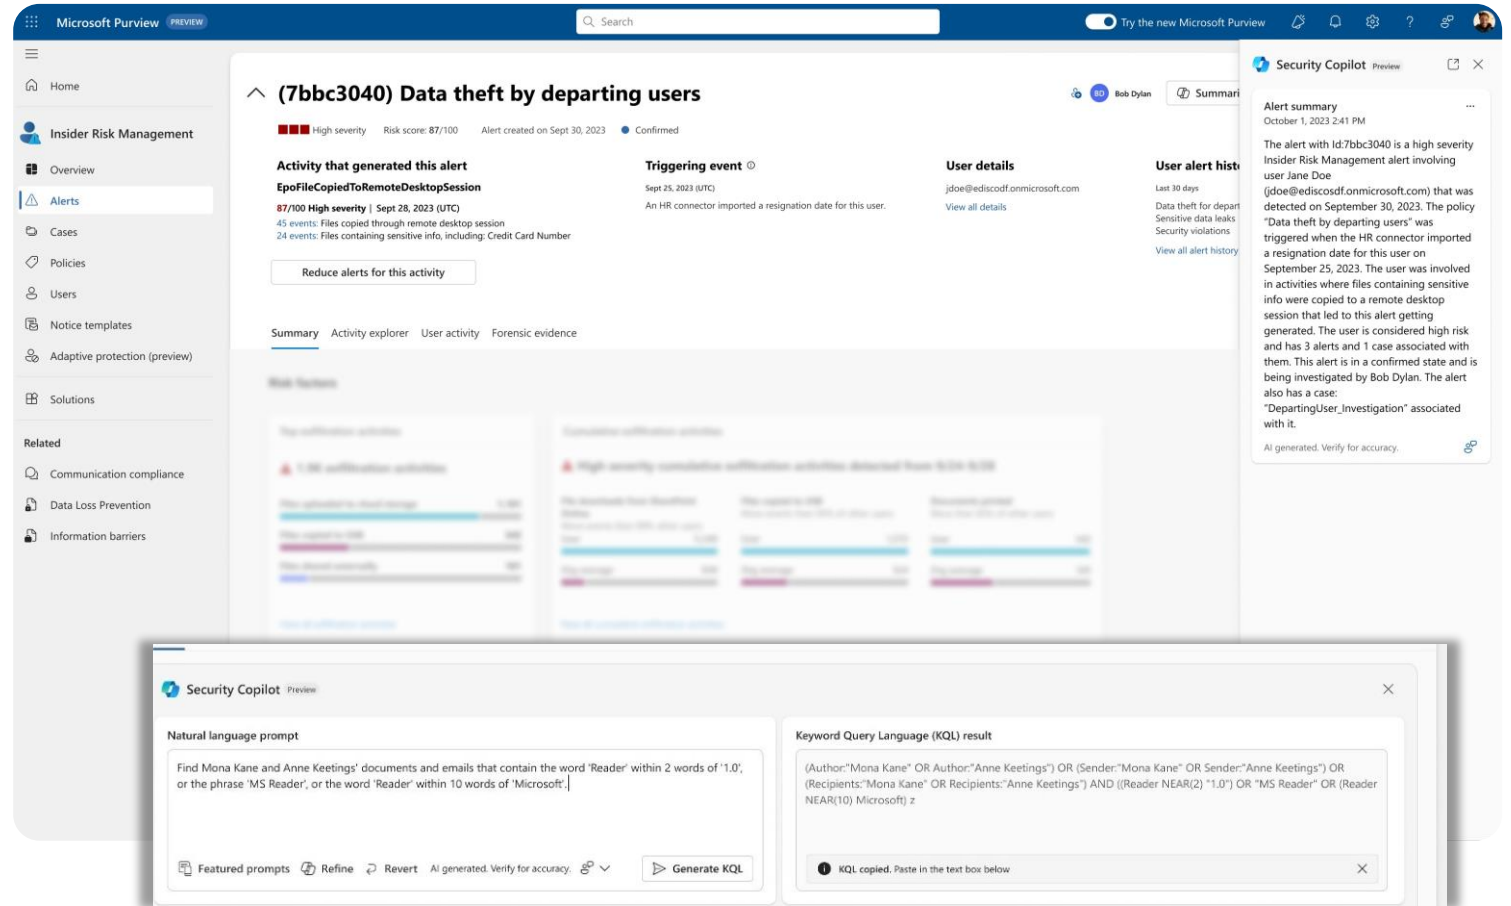 Microsoft Purview PREVIEW
Search
Try the new Microsoft Purview
?
Home
Insider Risk Management
Overview
Alerts
Cases
Policies
Users
Notice templates
Adaptive protection (preview)
Solutions
Related
Communication compliance
Data Loss Prevention
Information barriers
(7bbc3040) Data theft by departing users
BD Bob Dylan
Summari
High severity Risk score: 87/100 Alert created on Sept 30, 2023 Confirmed
Activity that generated this alert
EpoFileCopiedToRemoteDesktopSession
87/100 High severity | Sept 28, 2023 (UTC)
45 events: Files copied through remote desktop session
24 events: Files containing sensitive info, including: Credit Card Number
Reduce alerts for this activity
Triggering event
Sept 25, 2023 (UTC)
An HR connector imported a resignation date for this user.
User details
jdoe@ediscodf.onmicrosoft.com
View all details
User alert hist
Last 30 days
Data theft for depart
Sensitive data leaks
Security violations
View all alert history
Summary Activity explorer User activity Forensic evidence
Risk factors
Top exfiltration activities
Cumulative exfiltration activities
Security Copilot Preview
Alert summary
...
October 1, 2023 2:41 PM
The alert with Id:7bbc3040 is a high severity
Insider Risk Management alert involving
user Jane Doe
(jdoe@ediscosdf.onmicrosoft.com) that was
detected on September 30, 2023. The policy
"Data theft by departing users" was
triggered when the HR connector imported
a resignation date for this user on
September 25, 2023. The user was involved
in activities where files containing sensitive
info were copied to a remote desktop
session that led to this alert getting
generated. The user is considered high risk
and has 3 alerts and 1 case associated with
them. This alert is in a confirmed state and is
being investigated by Bob Dylan. The alert
also has a case:
"DepartingUser_Investigation" associated
with it.
AI generated. Verify for accuracy.
Security Copilot Preview
Natural language prompt
Find Mona Kane and Anne Keetings' documents and emails that contain the word 'Reader' within 2 words of '1.0',
or the phrase 'MS Reader', or the word 'Reader' within 10 words of 'Microsoft'.
Featured prompts Refine Revert AI generated. Verify for accuracy.
Generate KQL
Keyword Query Language (KQL) result
(Author:"Mona Kane" OR Author:"Anne Keetings") OR (Sender:"Mona Kane" OR Sender:"Anne Keetings") OR
(Recipients:"Mona Kane" OR Recipients:"Anne Keetings") AND ((Reader NEAR(2) "1.0") OR "MS Reader" OR (Reader
NEAR(10) Microsoft) z
KQL copied. Paste in the text box below